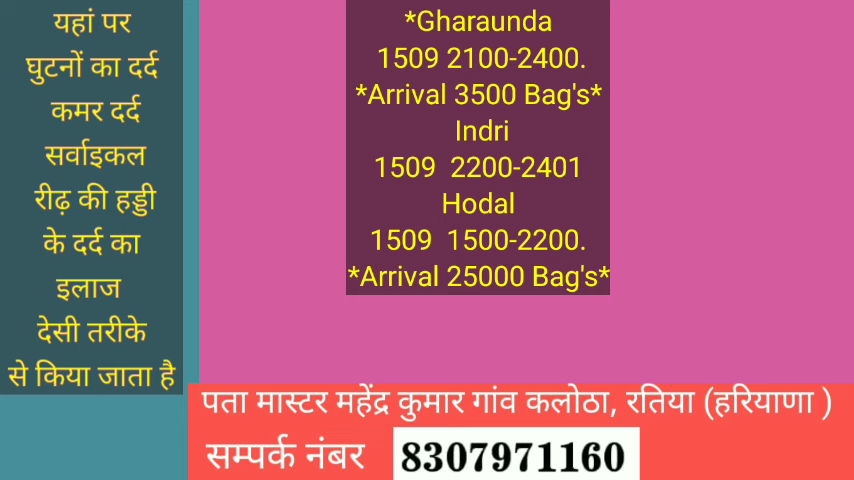 यहां पर
घुटनों का दर्द
कमर दर्द
सर्वाइकल
रीढ़ की हड्डी
के दर्द का
इलाज
देसी तरीके
से किया जाता है
*Gharaunda
1509 2100-2400.
*Arrival 3500 Bag's*
Indri
1509 2200-2401
Hodal
1509 1500-2200.
*Arrival 25000 Bag's*
पता मास्टर महेंद्र कुमार गांव कलोठा, रतिया (हरियाणा )
सम्पर्क नंबर 8307971160